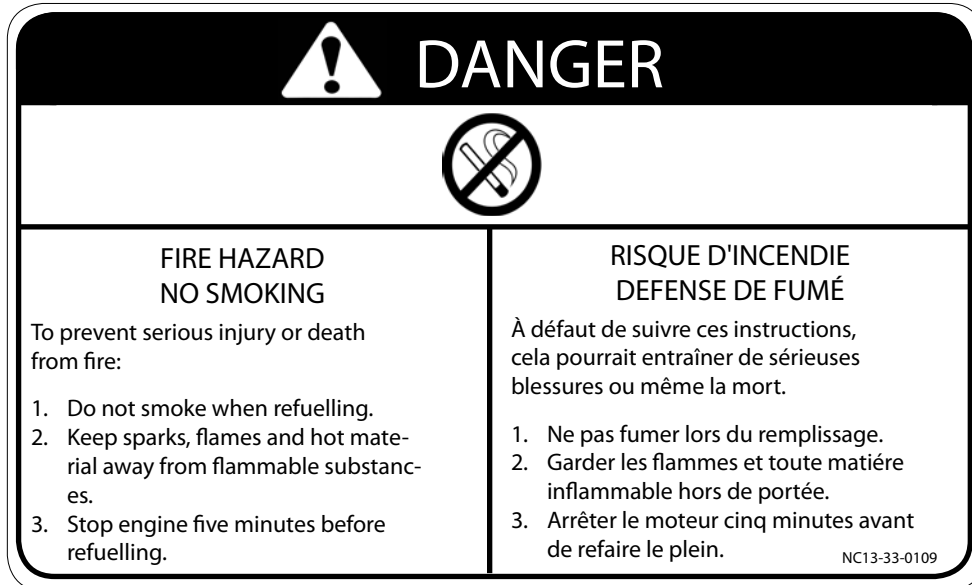 DANGER
FIRE HAZARD
NO SMOKING
To prevent serious injury or death
from fire:
1. Do not smoke when refuelling.
2. Keep sparks, flames and hot mate-
rial away from flammable substanc-
es.
3. Stop engine five minutes before
refuelling.
RISQUE D'INCENDIE
DEFENSE DE FUMÉ
À défaut de suivre ces instructions,
cela pourrait entraîner de sérieuses
blessures ou même la mort.
1. Ne pas fumer lors du remplissage.
2. Garder les flammes et toute matiére
inflammable hors de portée.
3. Arrêter le moteur cinq minutes avant
de refaire le plein.
NC13-33-0109